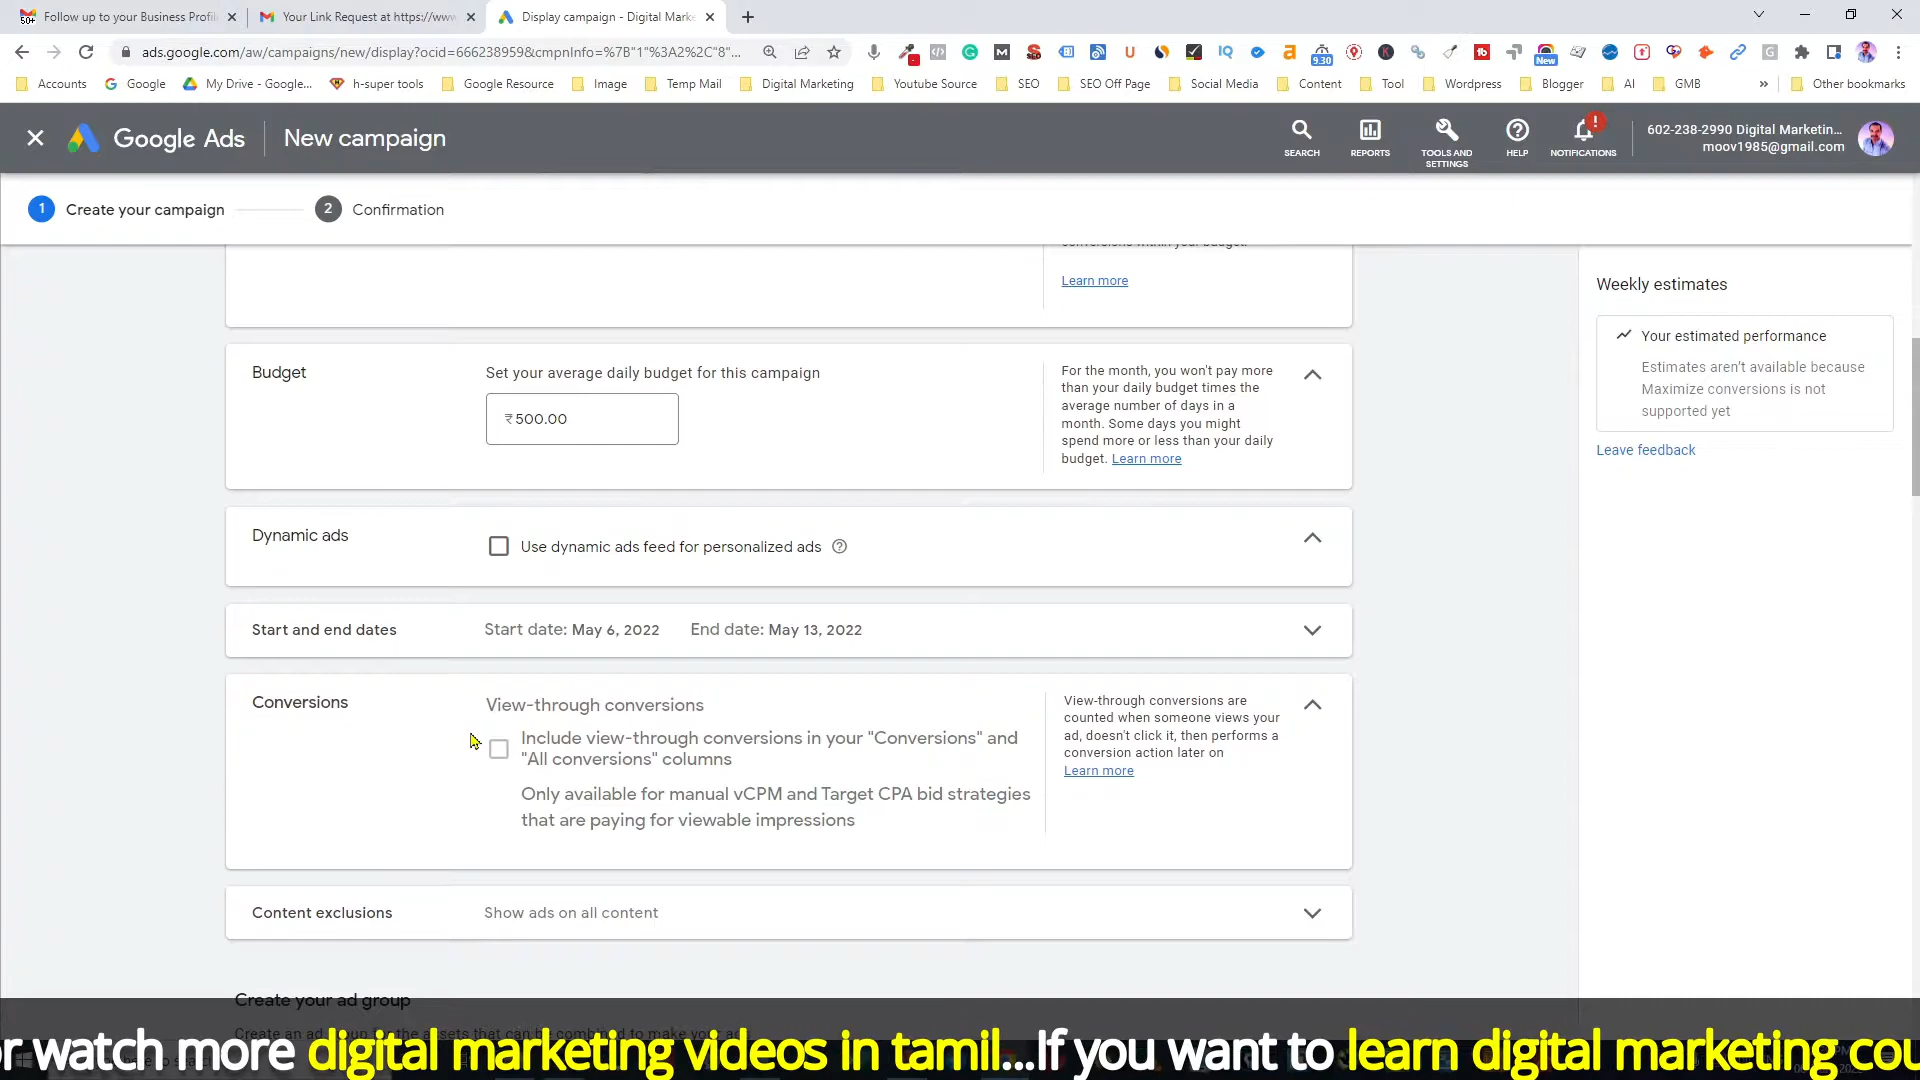 Follow up to your Business Profil
Your Link Request at https://www
Display campaign - Digital Marke
ads.google.com/aw/campaigns/new/display?ocid=666238959&cmpnInfo=%7B"1"%3A2%2C"8"...
Accounts
Google
My Drive - Google...
h-super tools
Google Resource
Image
Temp Mail
Digital Marketing
Youtube Source
SEO
SEO Off Page
Social Media
Content
Tool
Wordpress
Blogger
AI
GMB
»
Other bookmarks
Google Ads
New campaign
SEARCH
REPORTS
TOOLS AND
SETTINGS
HELP
NOTIFICATIONS
602-238-2990 Digital Marketin...
moov1985@gmail.com
1 Create your campaign
2 Confirmation
conversions within your budget.
Learn more
Budget
Set your average daily budget for this campaign
₹500.00
For the month, you won't pay more
than your daily budget times the
average number of days in a
month. Some days you might
spend more or less than your daily
budget. Learn more
Dynamic ads
Use dynamic ads feed for personalized ads
Start and end dates
Start date: May 6, 2022
End date: May 13, 2022
Conversions
View-through conversions
Include view-through conversions in your "Conversions" and
"All conversions" columns
Only available for manual vCPM and Target CPA bid strategies
that are paying for viewable impressions
View-through conversions are
counted when someone views your
ad, doesn't click it, then performs a
conversion action later on
Learn more
Content exclusions
Show ads on all content
Weekly estimates
Your estimated performance
Estimates aren't available because
Maximize conversions is not
supported yet
Leave feedback
Create your ad group
Create an ad group for the assets that can be combined to make your ad
or watch more digital marketing videos in tamil...If you want to learn digital marketing cou